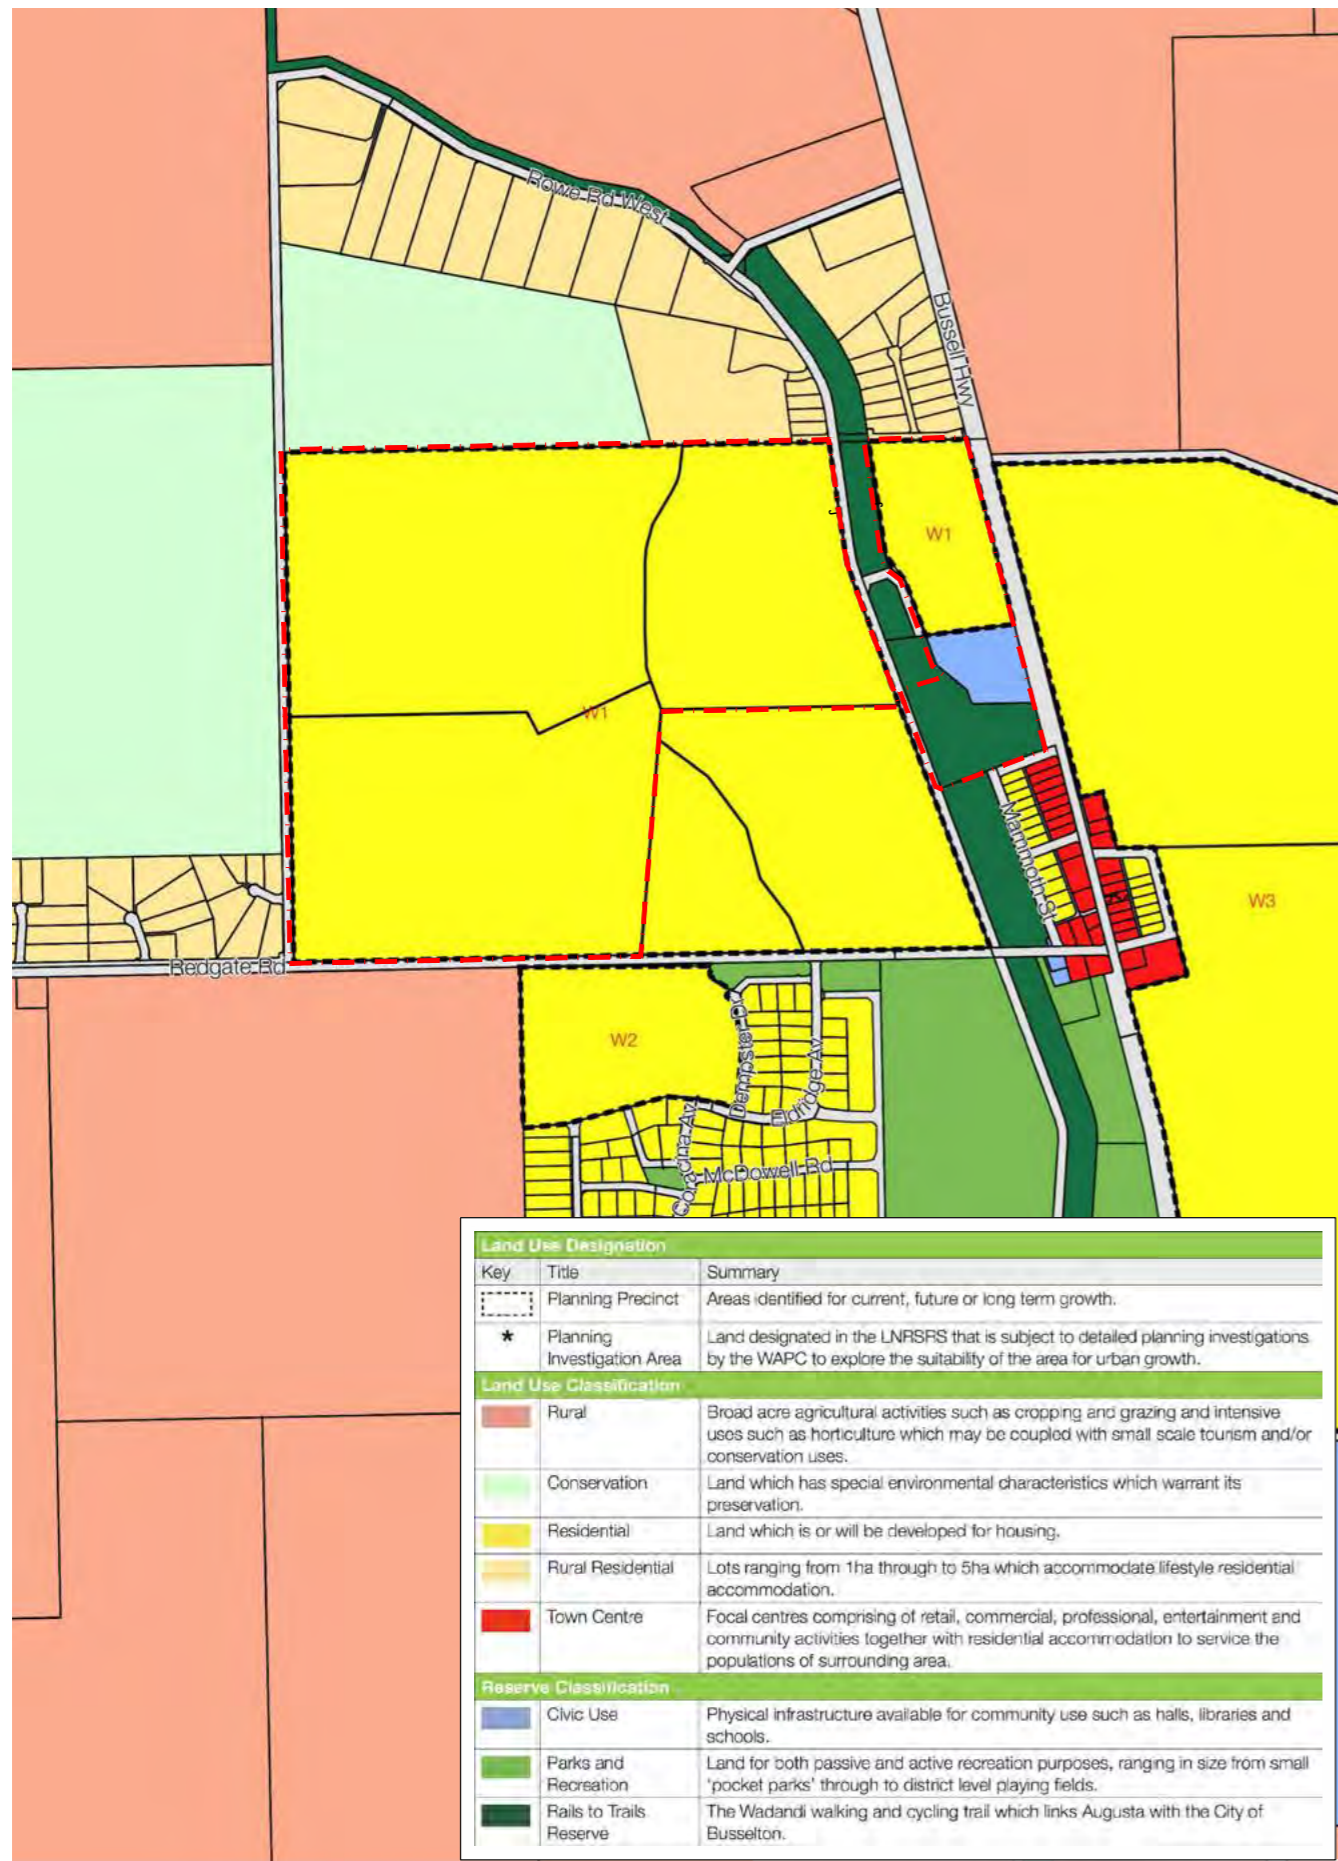 Rowe Rd West
Bussell Hwy
W1
W1
Mammoth St
W3
Redgate Rd
W2
Dempster Dr
Eldridge Av
Coracina Av
McDowell Rd
Land Use Designation
Key Title Summary
Planning Precinct Areas identified for current, future or long term growth.
* Planning Land designated in the LNRSRS that is subject to detailed planning investigations
Investigation Area by the WAPC to explore the suitability of the area for urban growth.
Land Use Classification
Rural Broad acre agricultural activities such as cropping and grazing and intensive
uses such as horticulture which may be coupled with small scale tourism and/or
conservation uses.
Conservation Land which has special environmental characteristics which warrant its
preservation.
Residential Land which is or will be developed for housing.
Rural Residential Lots ranging from 1ha through to 5ha which accommodate lifestyle residential
accommodation.
Town Centre Focal centres comprising of retail, commercial, professional, entertainment and
community activities together with residential accommodation to service the
populations of surrounding area.
Reserve Classification
Civic Use Physical infrastructure available for community use such as halls, libraries and
schools.
Parks and Land for both passive and active recreation purposes, ranging in size from small
Recreation 'pocket parks' through to district level playing fields.
Rails to Trails The Wadandi walking and cycling trail which links Augusta with the City of
Reserve Busselton.